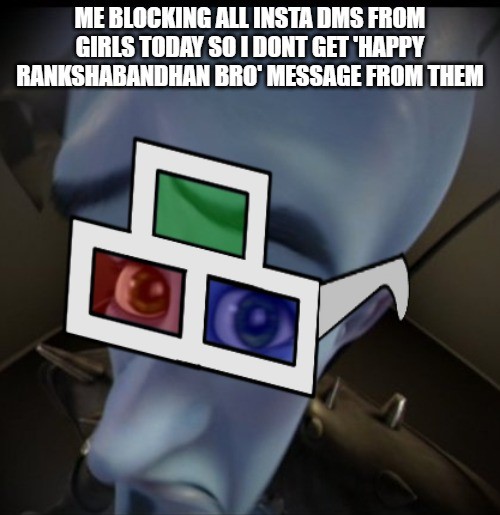 ME BLOCKING ALL INSTA DMS FROM
GIRLS TODAY SO I DONT GET 'HAPPY
RANKSHABANDHAN BRO' MESSAGE FROM THEM